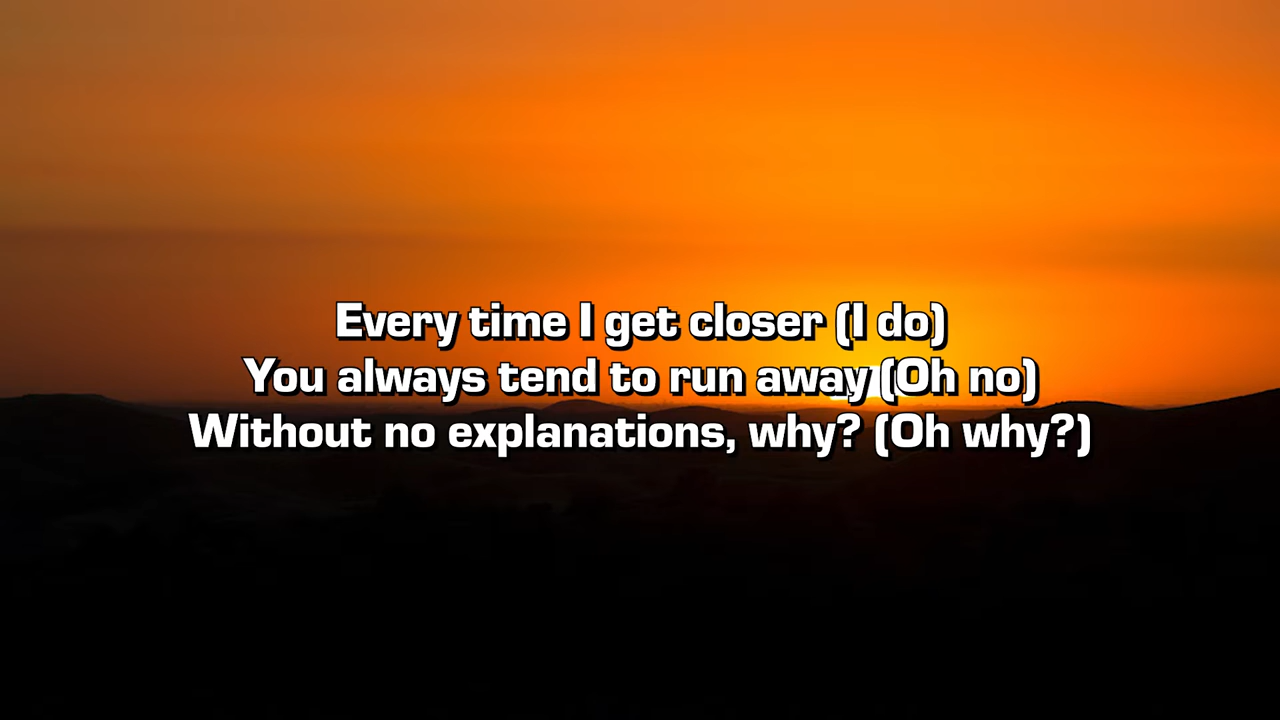 Every time I get closer (I do)
You always tend to run away (Oh no)
Without no explanations, why? (Oh why?)